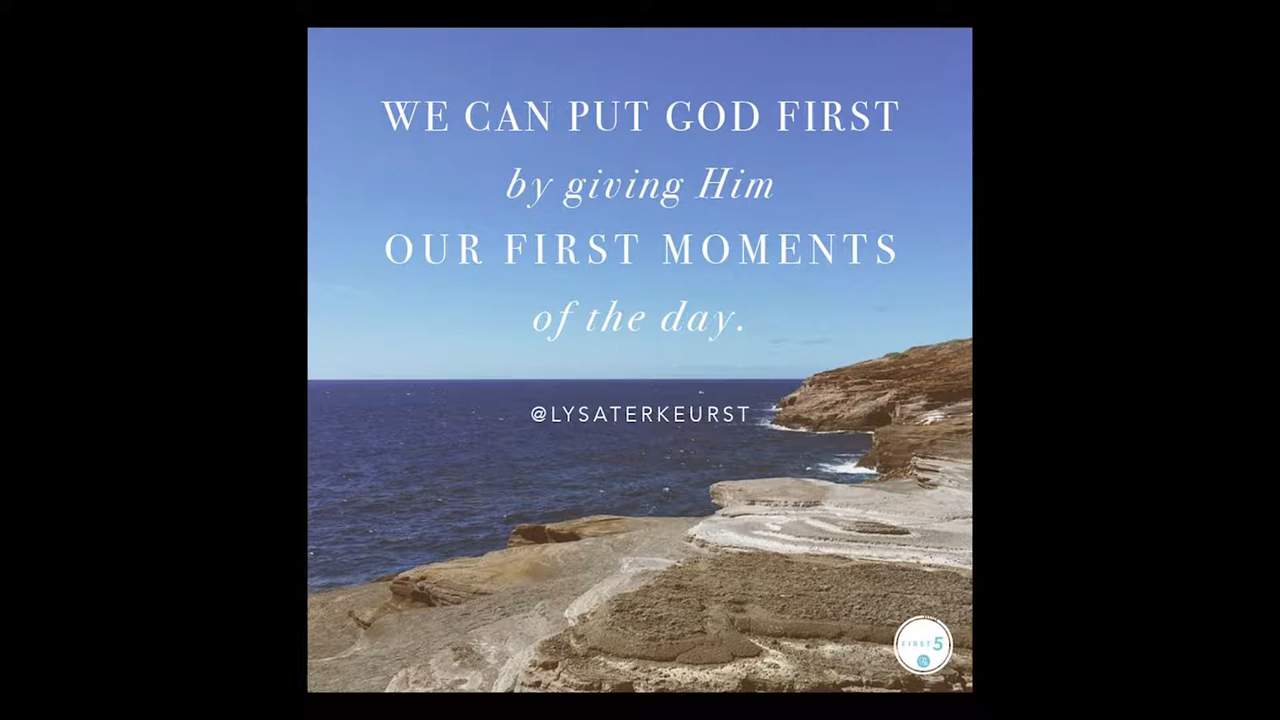 WE CAN PUT GOD FIRST
by giving Him
OUR FIRST MOMENTS
of the day.
@LYSATERKEURST
FIRST 5